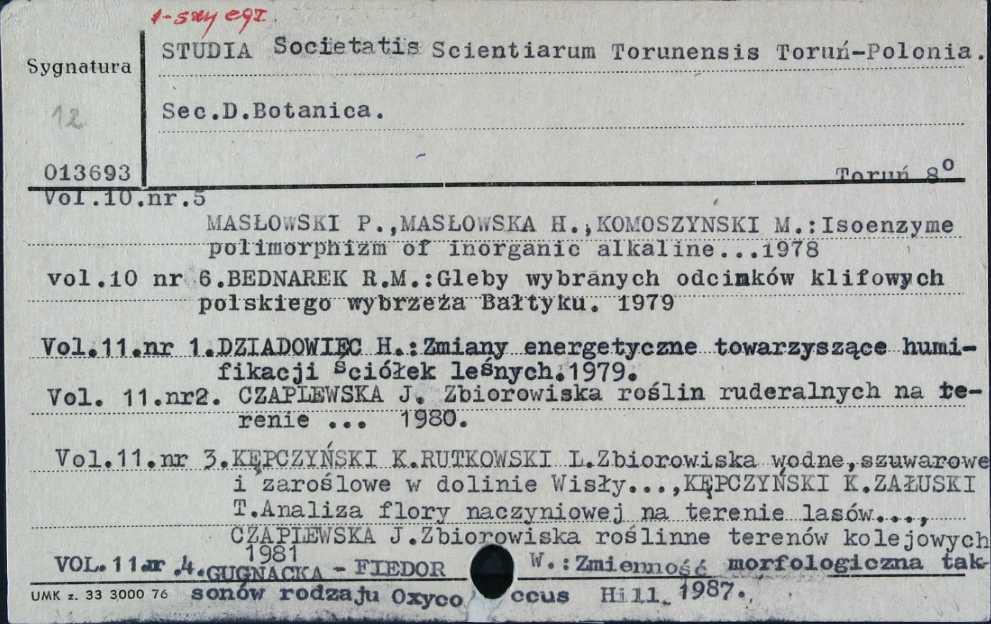 1-szy egz.
STUDIA Societatis Scientiarum Torunensis Toruń-Polonia.
Sygnatura
12
Sec.D.Botanica.
013693
Toruń 8°
Vol.10.nr.5
MASŁOWSKI P.,MASŁOWSKA H.,KOMOSZYNSKI M.:Isoenzyme
polimorphizm of inorganic alkaline...1978
vol.10 nr 6.BEDNAREK R.M.:Gleby wybranych odcinków klifowych
polskiego wybrzeża Bałtyku. 1979
Vol.11.nr 1.DZIADOWIEC H.:Zmiany energetyczne towarzyszące humi-
fikacji ściółek leśnych.1979.
Vol. 11.nr2. CZAPLEWSKA J. Zbiorowiska roślin ruderalnych na te-
renie ... 1980.
Vol.11.nr 3.KĘPCZYŃSKI K.RUTKOWSKI L.Zbiorowiska wodne,szuwarowe
i zaroślowe w dolinie Wisły...,KĘPCZYŃSKI K.ZAŁUSKI
T.Analiza flory naczyniowej na terenie lasów...,
CZAPLEWSKA J.Zbiorowiska roślinne terenów kolejowych
1981
VOL.11.nr .4.GUGNACKA - FIEDOR W.:Zmienność morfologiczna tak-
sonów rodzaju Oxyco ccus Hill. 1987.
UMK z. 33 3000 76